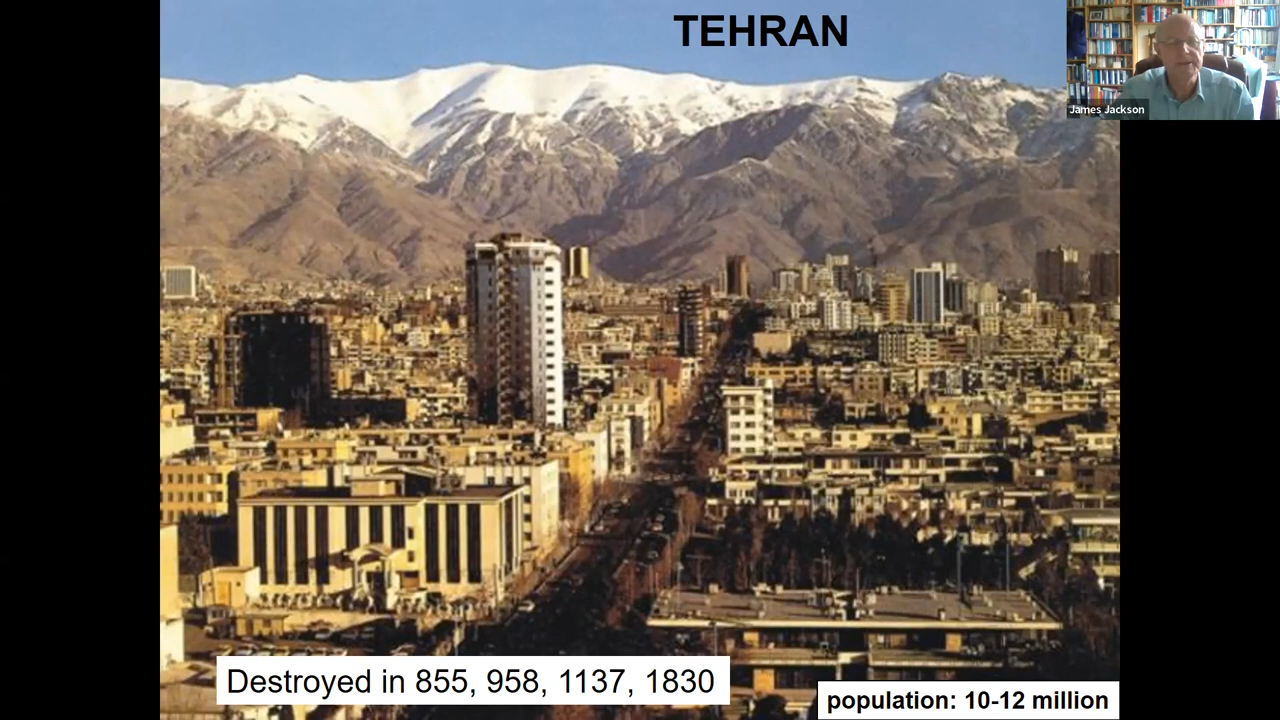 TEHRAN
James Jackson
Destroyed in 855, 958, 1137, 1830
population: 10-12 million